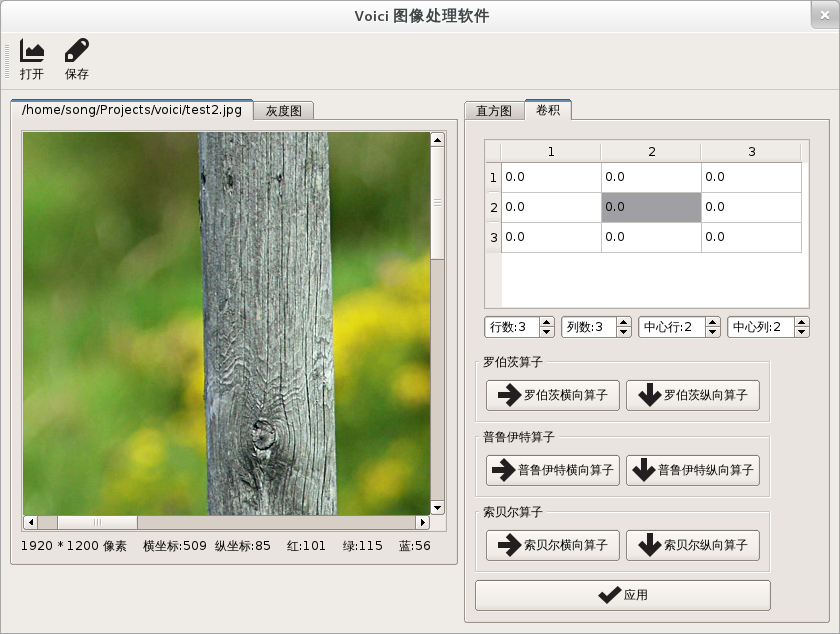 Voici 图像处理软件
打开 保存
/home/song/Projects/voici/test2.jpg 灰度图
直方图 卷积
1 2 3
1 0.0 0.0 0.0
2 0.0 0.0 0.0
3 0.0 0.0 0.0
行数:3 列数:3 中心行:2 中心列:2
罗伯茨算子
罗伯茨横向算子 罗伯茨纵向算子
普鲁伊特算子
普鲁伊特横向算子 普鲁伊特纵向算子
索贝尔算子
索贝尔横向算子 索贝尔纵向算子
应用
1920 * 1200 像素 横坐标:509 纵坐标:85 红:101 绿:115 蓝:56